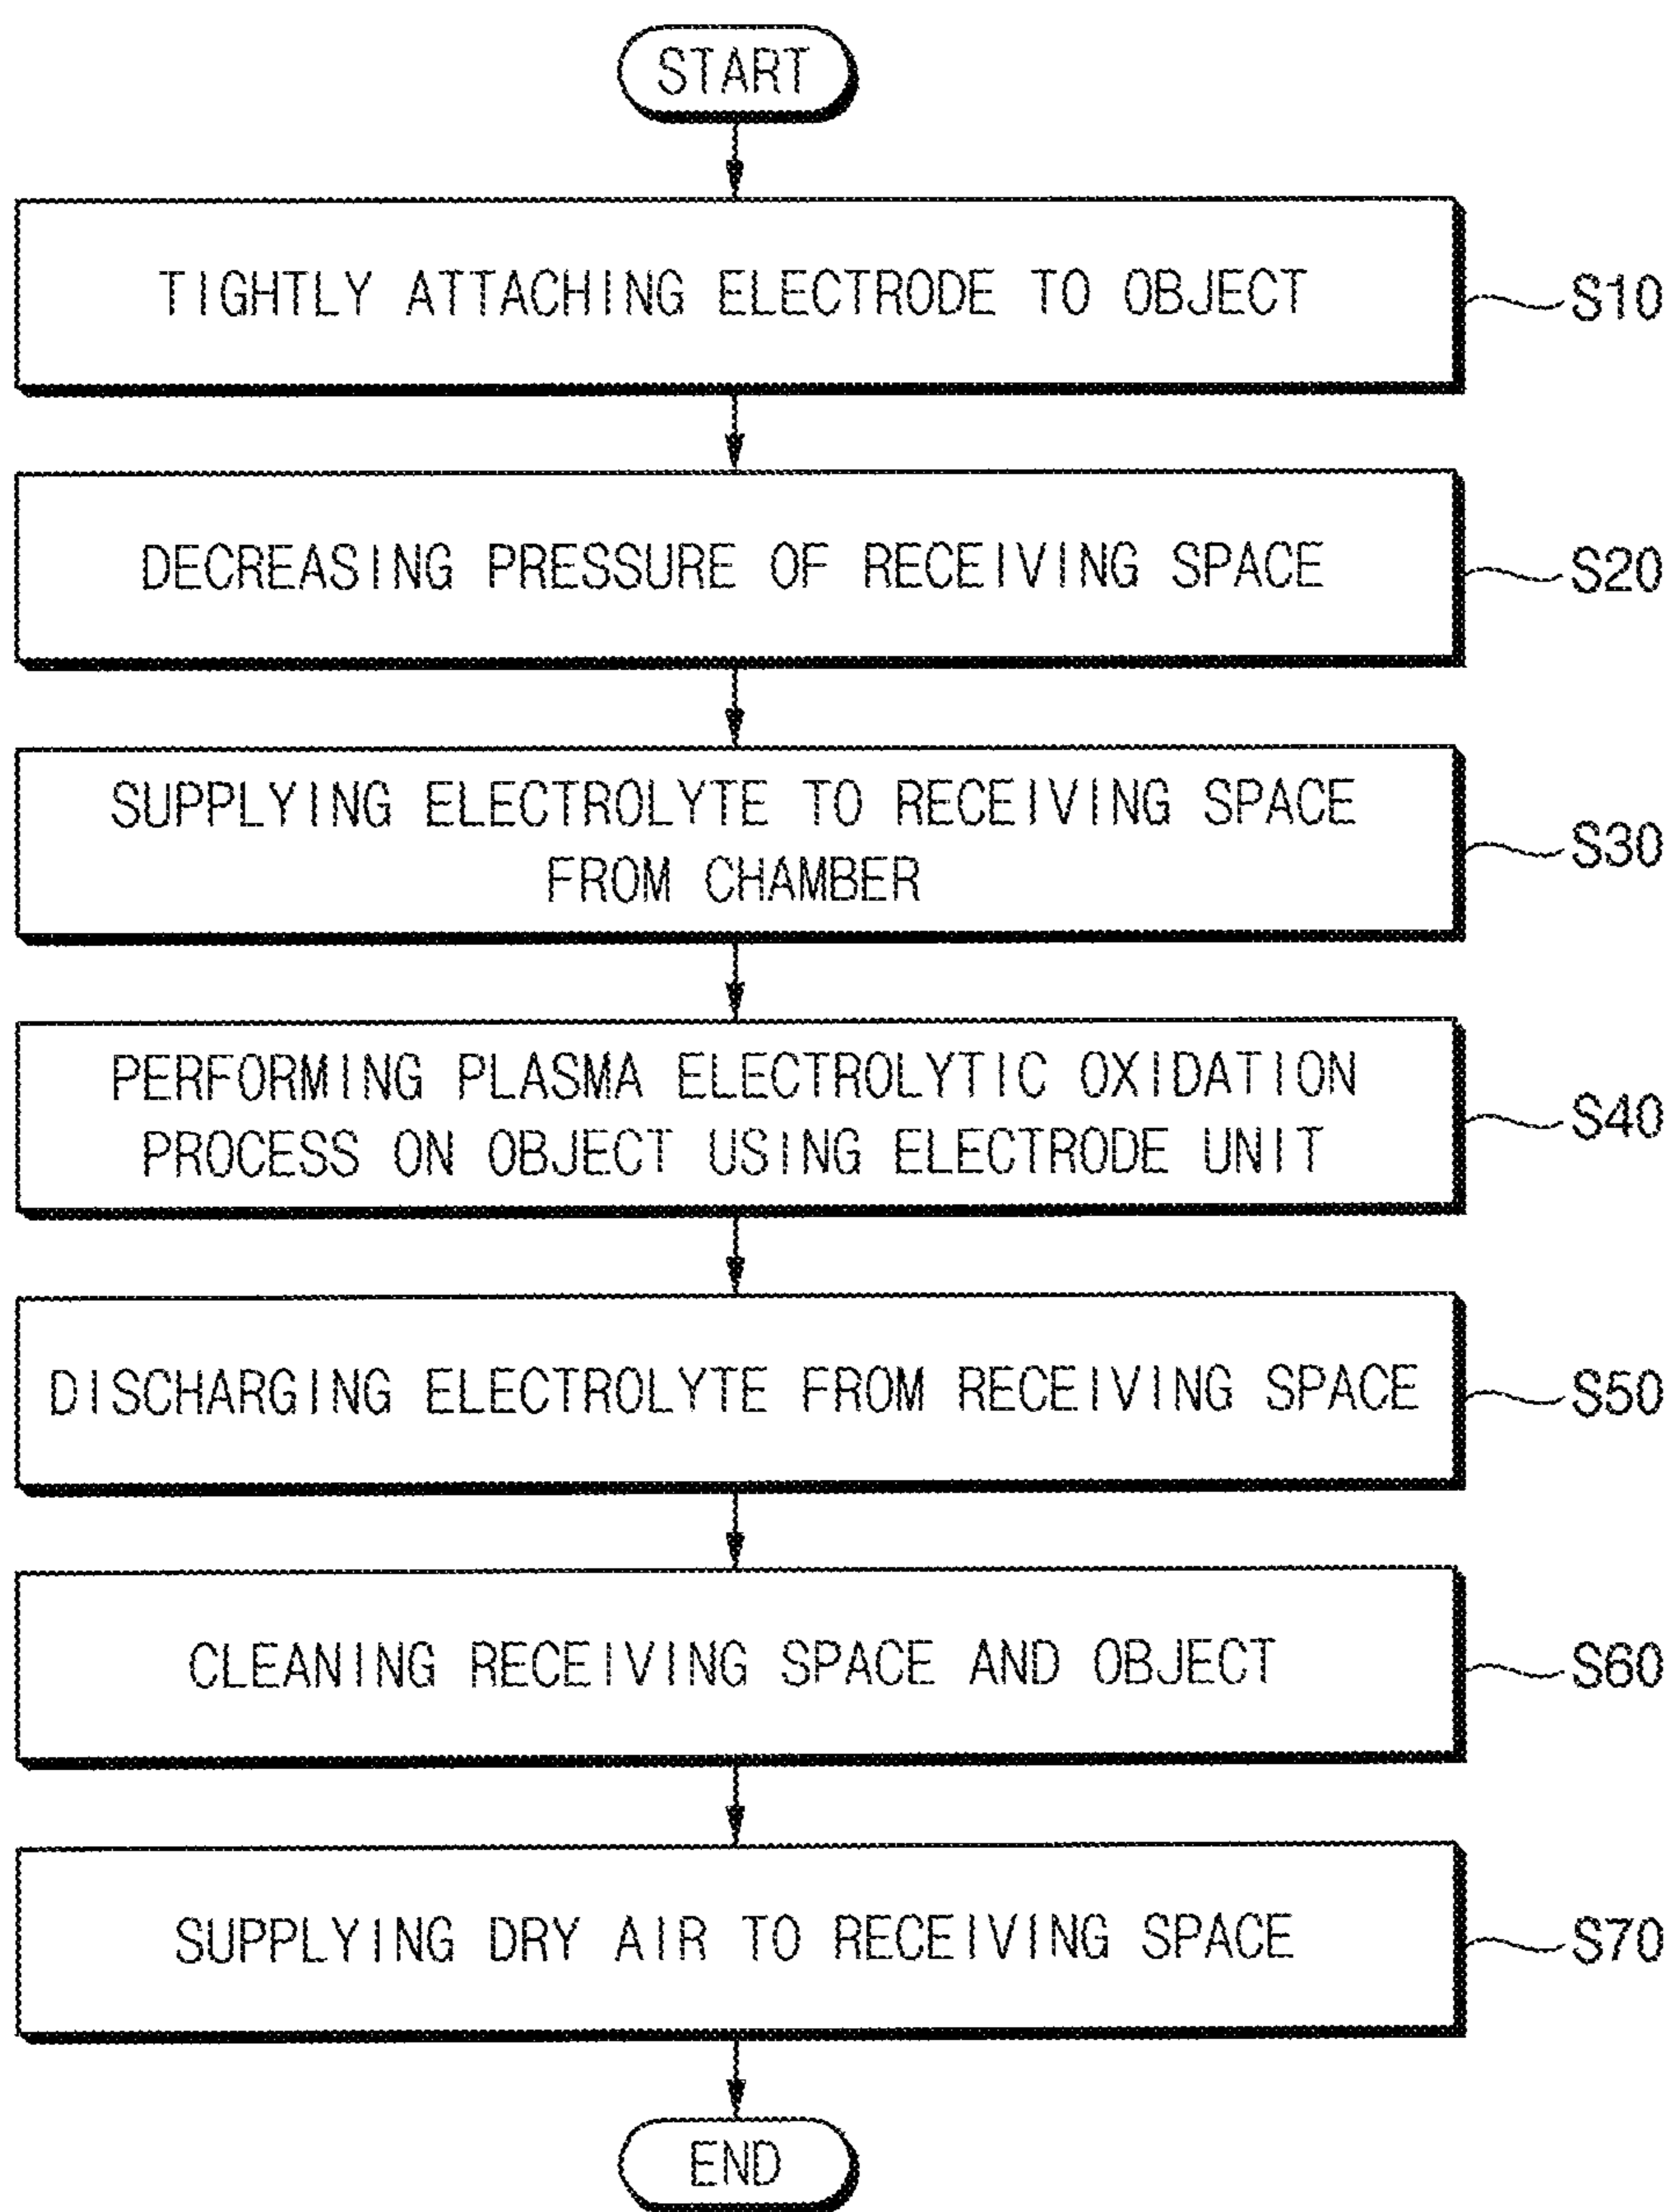 START
TIGHTLY ATTACHING ELECTRODE TO OBJECT
S10
DECREASING PRESSURE OF RECEIVING SPACE
S20
SUPPLYING ELECTROLYTE TO RECEIVING SPACE
FROM CHAMBER
S30
PERFORMING PLASMA ELECTROLYTIC OXIDATION
PROCESS ON OBJECT USING ELECTRODE UNIT
S40
DISCHARGING ELECTROLYTE FROM RECEIVING SPACE
S50
CLEANING RECEIVING SPACE AND OBJECT
S60
SUPPLYING DRY AIR TO RECEIVING SPACE
S70
END